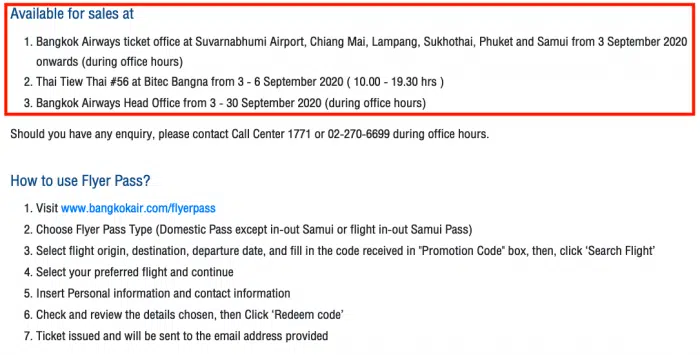 Available for sales at
1. Bangkok Airways ticket office at Suvarnabhumi Airport, Chiang Mai, Lampang, Sukhothai, Phuket and Samui from 3 September 2020
onwards (during office hours)
2. Thai Tiew Thai #56 at Bitec Bangna from 3 - 6 September 2020 ( 10.00 - 19.30 hrs )
3. Bangkok Airways Head Office from 3 - 30 September 2020 (during office hours)
Should you have any enquiry, please contact Call Center 1771 or 02-270-6699 during office hours.
How to use Flyer Pass?
1. Visit www.bangkokair.com/flyerpass
2. Choose Flyer Pass Type (Domestic Pass except in-out Samui or flight in-out Samui Pass)
3. Select flight origin, destination, departure date, and fill in the code received in "Promotion Code" box, then, click ‘Search Flight’
4. Select your preferred flight and continue
5. Insert Personal information and contact information
6. Check and review the details chosen, then Click ‘Redeem code’
7. Ticket issued and will be sent to the email address provided